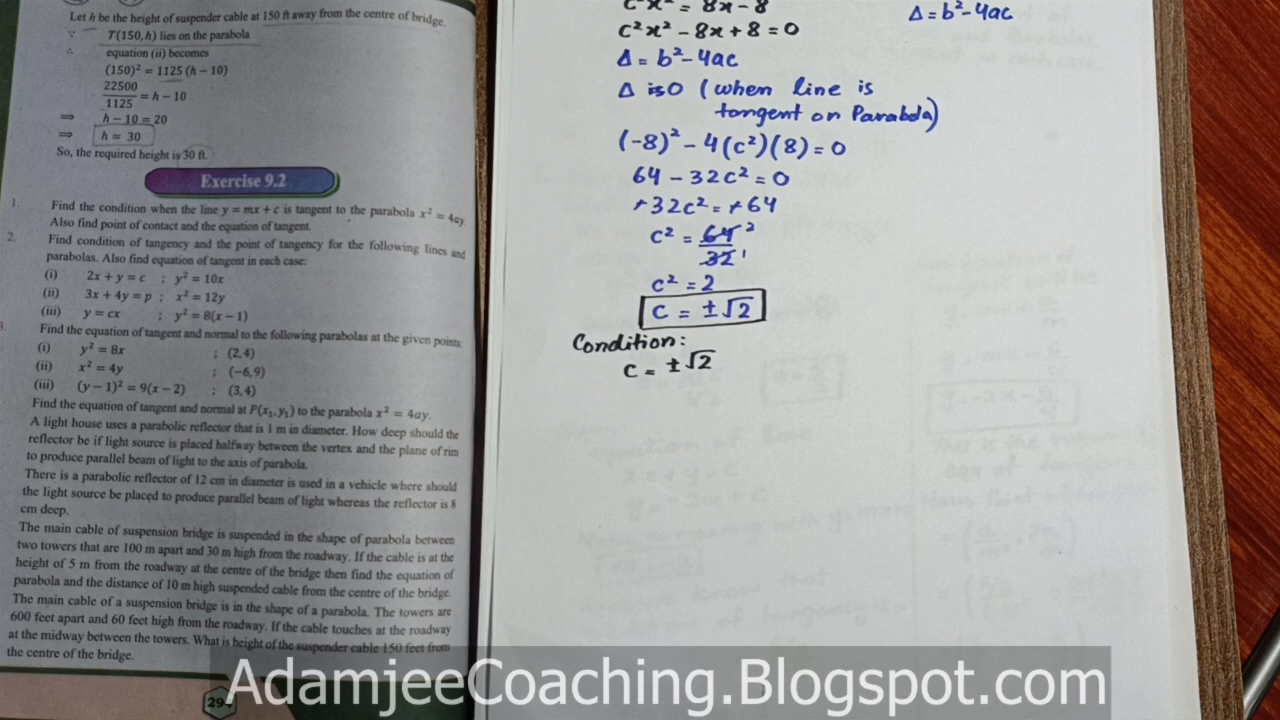 Let h be the height of suspender cable at 150 ft away from the centre of bridge.
∵ T(150, h) lies on the parabola
∴ equation (ii) becomes
(150)² = 1125 (h − 10)
22500/1125 = h − 10
⇒ h − 10 = 20
⇒ h = 30
So, the required height is 30 ft.
Exercise 9.2
1. Find the condition when the line y = mx + c is tangent to the parabola x² = 4ay.
Also find point of contact and the equation of tangent.
2. Find condition of tangency and the point of tangency for the following lines and
parabolas. Also find equation of tangent in each case:
(i) 2x + y = c ; y² = 10x
(ii) 3x + 4y = p ; x² = 12y
(iii) y = cx ; y² = 8(x − 1)
3. Find the equation of tangent and normal to the following parabolas at the given points:
(i) y² = 8x ; (2, 4)
(ii) x² = 4y ; (−6, 9)
(iii) (y − 1)² = 9(x − 2) ; (3, 4)
Find the equation of tangent and normal at P(x₁, y₁) to the parabola x² = 4ay.
A light house uses a parabolic reflector that is 1 m in diameter. How deep should the
reflector be if light source is placed halfway between the vertex and the plane of rim
to produce parallel beam of light to the axis of parabola.
There is a parabolic reflector of 12 cm in diameter is used in a vehicle where should
the light source be placed to produce parallel beam of light whereas the reflector is 8
cm deep.
The main cable of suspension bridge is suspended in the shape of parabola between
two towers that are 100 m apart and 30 m high from the roadway. If the cable is at the
height of 5 m from the roadway at the centre of the bridge then find the equation of
parabola and the distance of 10 m high suspended cable from the centre of the bridge.
The main cable of a suspension bridge is in the shape of a parabola. The towers are
600 feet apart and 60 feet high from the roadway. If the cable touches at the roadway
at the midway between the towers. What is height of the suspender cable 150 feet from
the centre of the bridge.
c²x² = 8x − 8
c²x² − 8x + 8 = 0
Δ = b² − 4ac
Δ is 0 (when line is
tangent on Parabola)
(−8)² − 4(c²)(8) = 0
64 − 32c² = 0
+32c² = +64
c² = 64/32 2 1
c² = 2
c = ±√2
Condition:
c = ±√2
Δ = b² − 4ac
AdamjeeCoaching.Blogspot.com